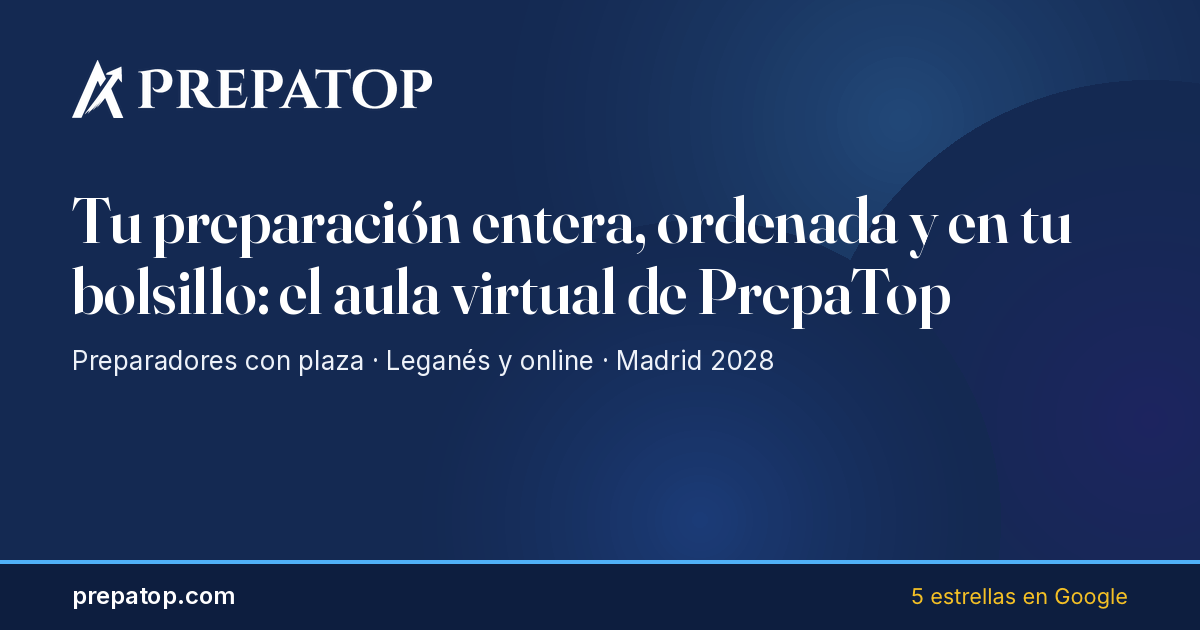 PREPATOP
Tu preparación entera, ordenada y en tu
bolsillo: el aula virtual de PrepaTop
Preparadores con plaza · Leganés y online · Madrid 2028
prepatop.com
5 estrellas en Google